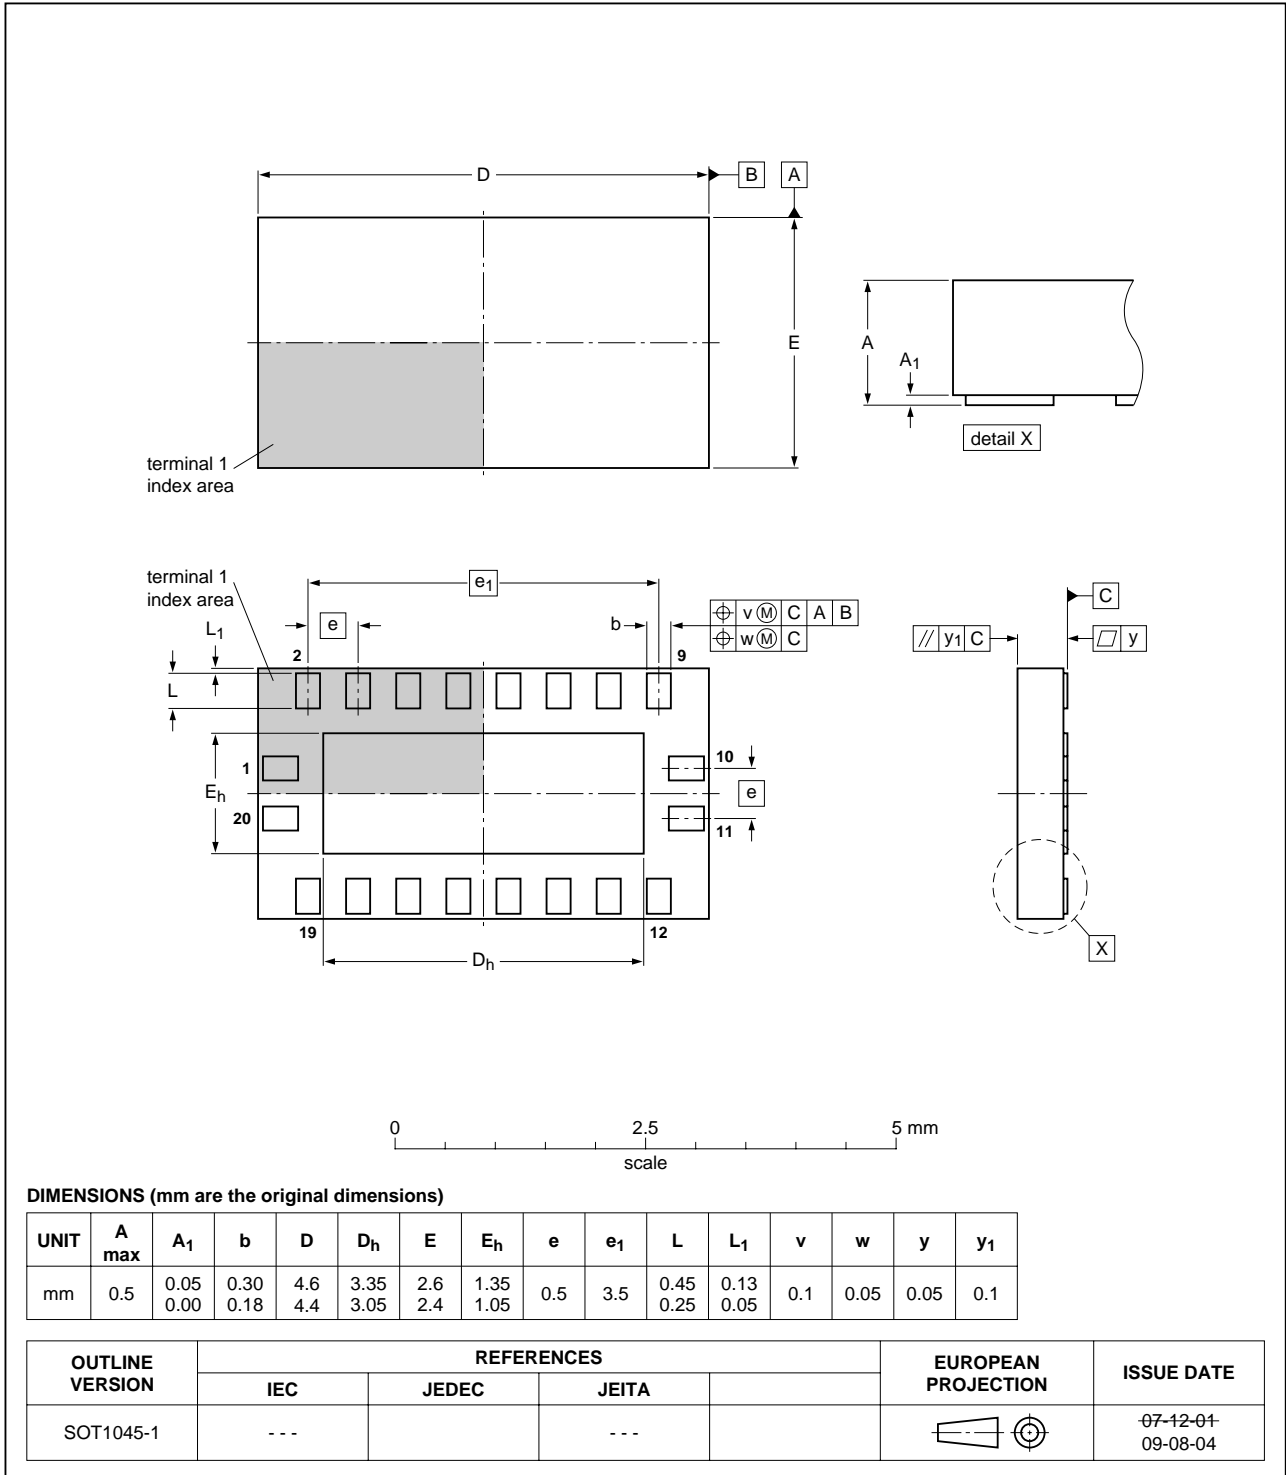 D
B
A
E
A
A1
detail X
terminal 1
index area
terminal 1
index area
e1
e
L1
L
2
b
v M C A B
w M C
9
C
// y1 C
y
1
Eh
20
10
e
11
19
12
Dh
X
0 2.5 5 mm
scale
DIMENSIONS (mm are the original dimensions)
UNIT A max A1 b D Dh E Eh e e1 L L1 v w y y1
mm 0.5 0.05 0.00 0.30 0.18 4.6 4.4 3.35 3.05 2.6 2.4 1.35 1.05 0.5 3.5 0.45 0.25 0.13 0.05 0.1 0.05 0.05 0.1
OUTLINE VERSION REFERENCES EUROPEAN PROJECTION ISSUE DATE
IEC JEDEC JEITA
SOT1045-1 - - - - - - 07-12-01
09-08-04